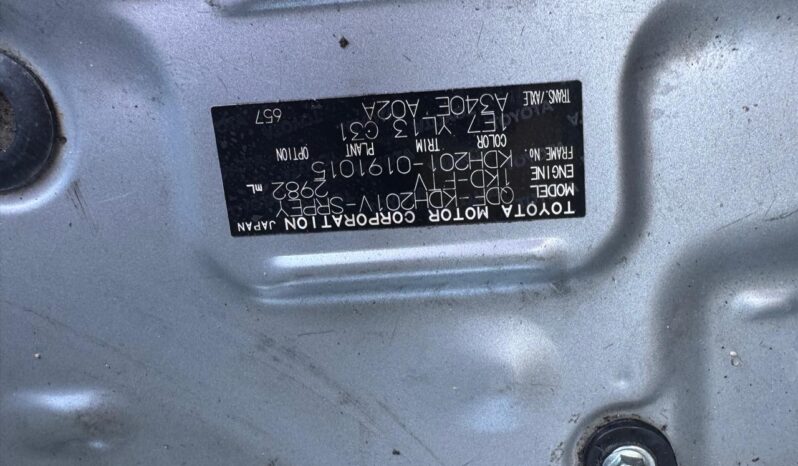 TOYOTA MOTOR CORPORATION JAPAN
MODEL QDF-KDH201V-SRPEY
ENGINE 1KD-FTV 2982 mL
FRAME No. KDH201-0191015
COLOR TRIM PLANT OPTION
1E7 YL13 C31 657
TRANS./AXLE A340E A02A